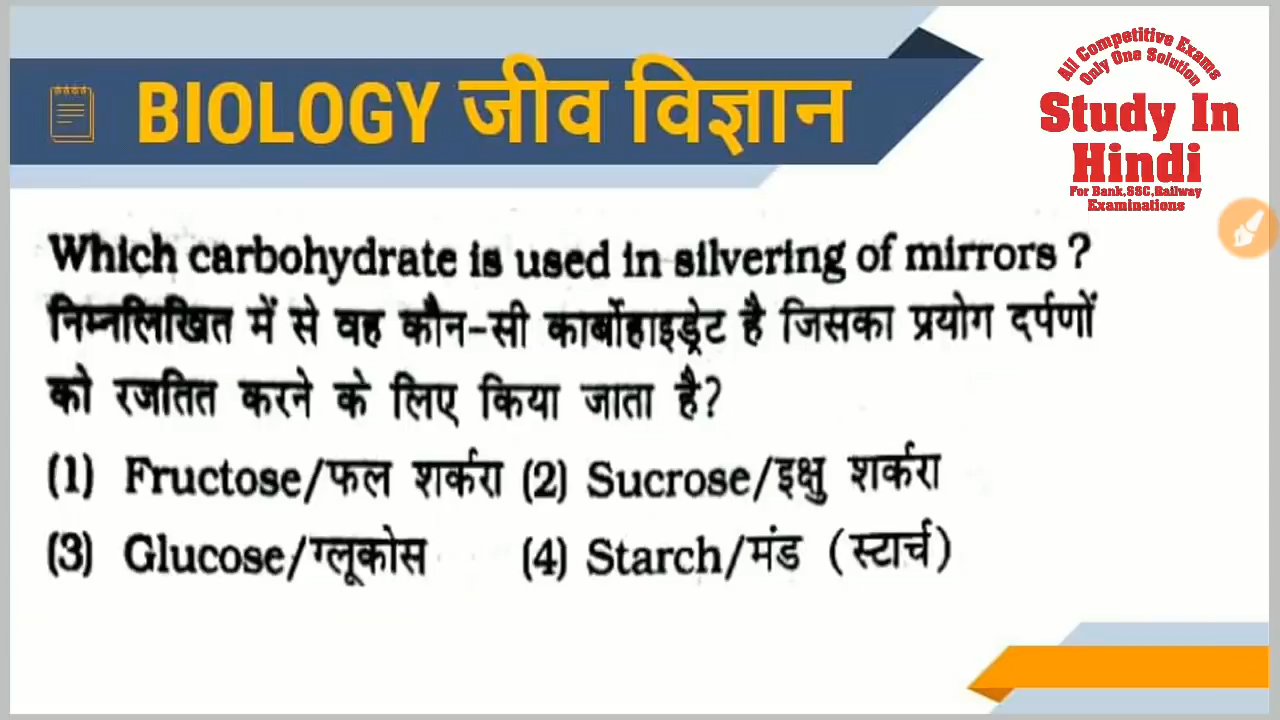 All Competitive Exams
Only One Solution
Study In
Hindi
For Bank,SSC,Railway
Examinations
BIOLOGY जीव विज्ञान
Which carbohydrate is used in silvering of mirrors ?
निम्नलिखित में से वह कौन-सी कार्बोहाइड्रेट है जिसका प्रयोग दर्पणों
को रजतित करने के लिए किया जाता है?
(1) Fructose/फल शर्करा (2) Sucrose/इक्षु शर्करा
(3) Glucose/ग्लूकोस (4) Starch/मंड (स्टार्च)